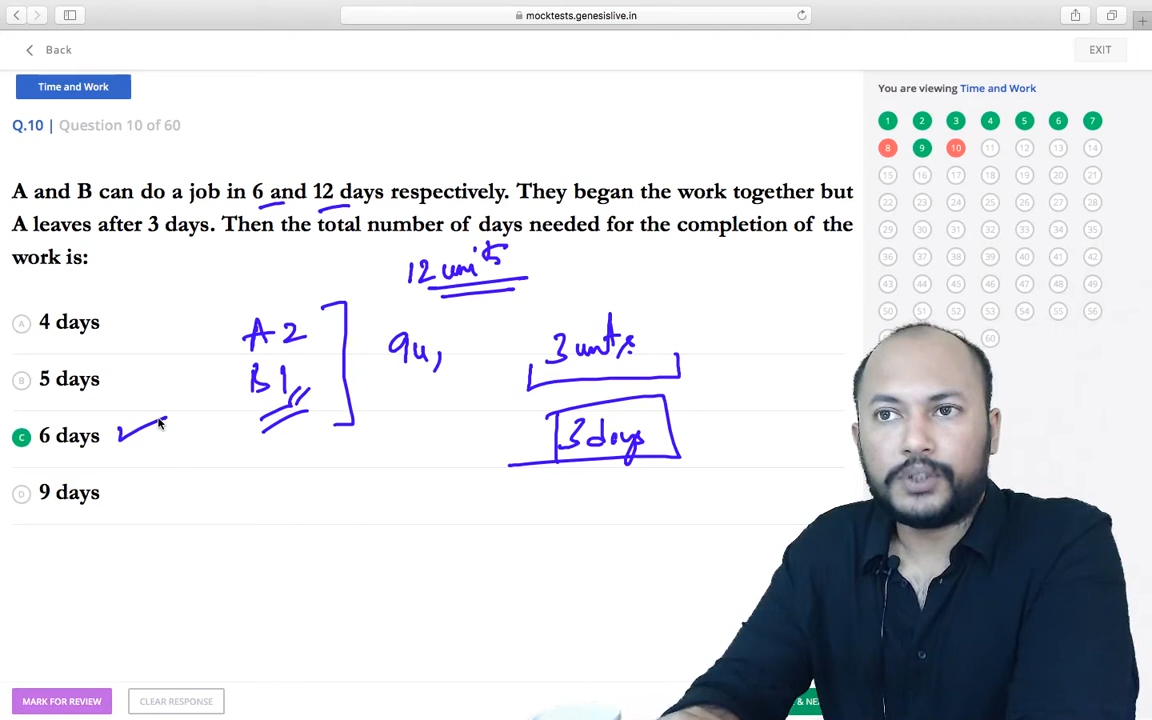 mocktests.genesislive.in
Back
EXIT
Time and Work
You are viewing Time and Work
Q.10 | Question 10 of 60
1 2 3 4 5 6 7
8 9 10 11 12 13 14
15 16 17 18 19 20 21
22 23 24 25 26 27 28
29 30 31 32 33 34 35
36 37 38 39 40 41 42
43 44 45 46 47 48 49
50 51 52 53 54 55 56
60
A and B can do a job in 6 and 12 days respectively. They began the work together but
A leaves after 3 days. Then the total number of days needed for the completion of the
work is:
12 units
A 4 days
B 5 days
C 6 days
D 9 days
A 2
B 1
9u,
3 units
3 days
MARK FOR REVIEW
CLEAR RESPONSE